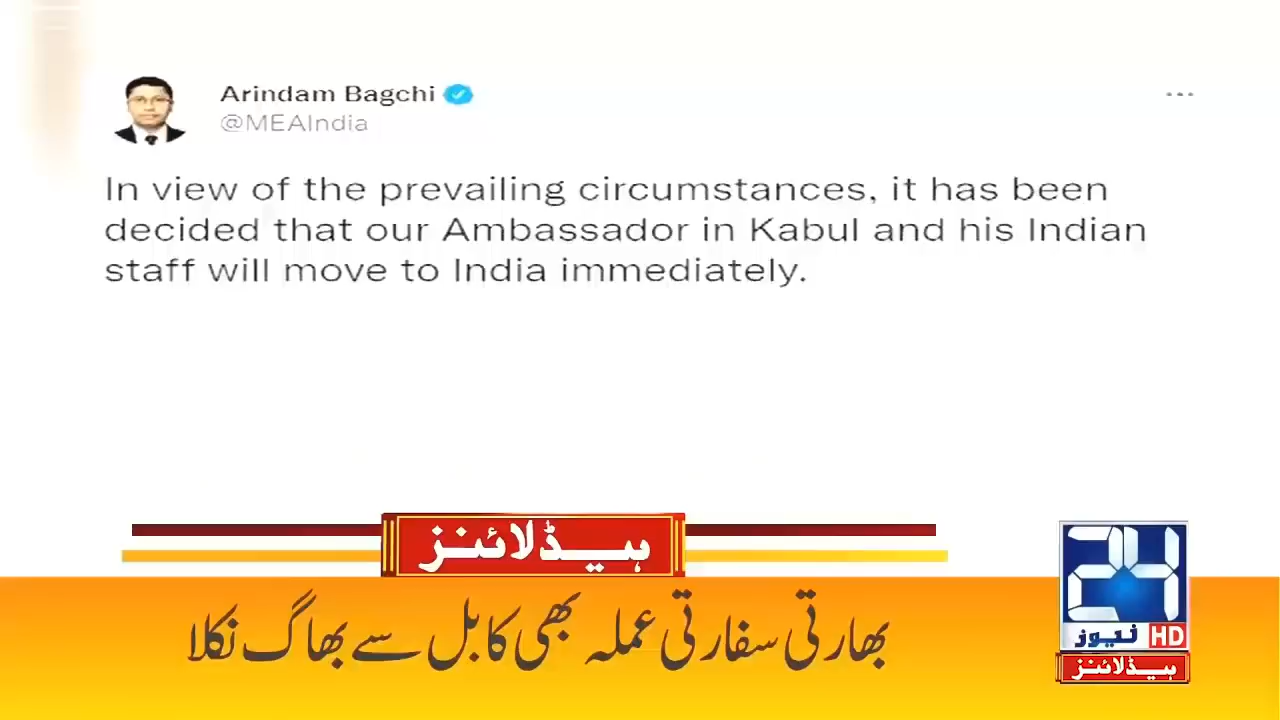 Arindam Bagchi
@MEAIndia
In view of the prevailing circumstances, it has been
decided that our Ambassador in Kabul and his Indian
staff will move to India immediately.
ہیڈلائنز
بھارتی سفارتی عملہ بھی کابل سے بھاگ نکلا
24
نیوز HD
ہیڈلائنز